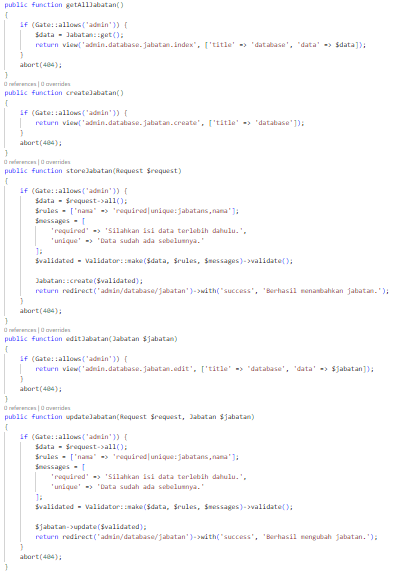 public function getAllJabatan()
{
    if (Gate::allows('admin')) {
        $data = Jabatan::get();
        return view('admin.database.jabatan.index', ['title' => 'database', 'data' => $data]);
    }
    abort(404);
}
0 references | 0 overrides
public function createJabatan()
{
    if (Gate::allows('admin')) {
        return view('admin.database.jabatan.create', ['title' => 'database']);
    }
    abort(404);
}
0 references | 0 overrides
public function storeJabatan(Request $request)
{
    if (Gate::allows('admin')) {
        $data = $request->all();
        $rules = ['nama' => 'required|unique:jabatans,nama'];
        $messages = [
            'required' => 'Silahkan isi data terlebih dahulu.',
            'unique' => 'Data sudah ada sebelumnya.'
        ];
        $validated = Validator::make($data, $rules, $messages)->validate();

        Jabatan::create($validated);
        return redirect('admin/database/jabatan')->with('success', 'Berhasil menambahkan jabatan.');
    }
    abort(404);
}
0 references | 0 overrides
public function editJabatan(Jabatan $jabatan)
{
    if (Gate::allows('admin')) {
        return view('admin.database.jabatan.edit', ['title' => 'database', 'data' => $jabatan]);
    }
    abort(404);
}
0 references | 0 overrides
public function updateJabatan(Request $request, Jabatan $jabatan)
{
    if (Gate::allows('admin')) {
        $data = $request->all();
        $rules = ['nama' => 'required|unique:jabatans,nama'];
        $messages = [
            'required' => 'Silahkan isi data terlebih dahulu.',
            'unique' => 'Data sudah ada sebelumnya.'
        ];
        $validated = Validator::make($data, $rules, $messages)->validate();

        $jabatan->update($validated);
        return redirect('admin/database/jabatan')->with('success', 'Berhasil mengubah jabatan.');
    }
    abort(404);
}